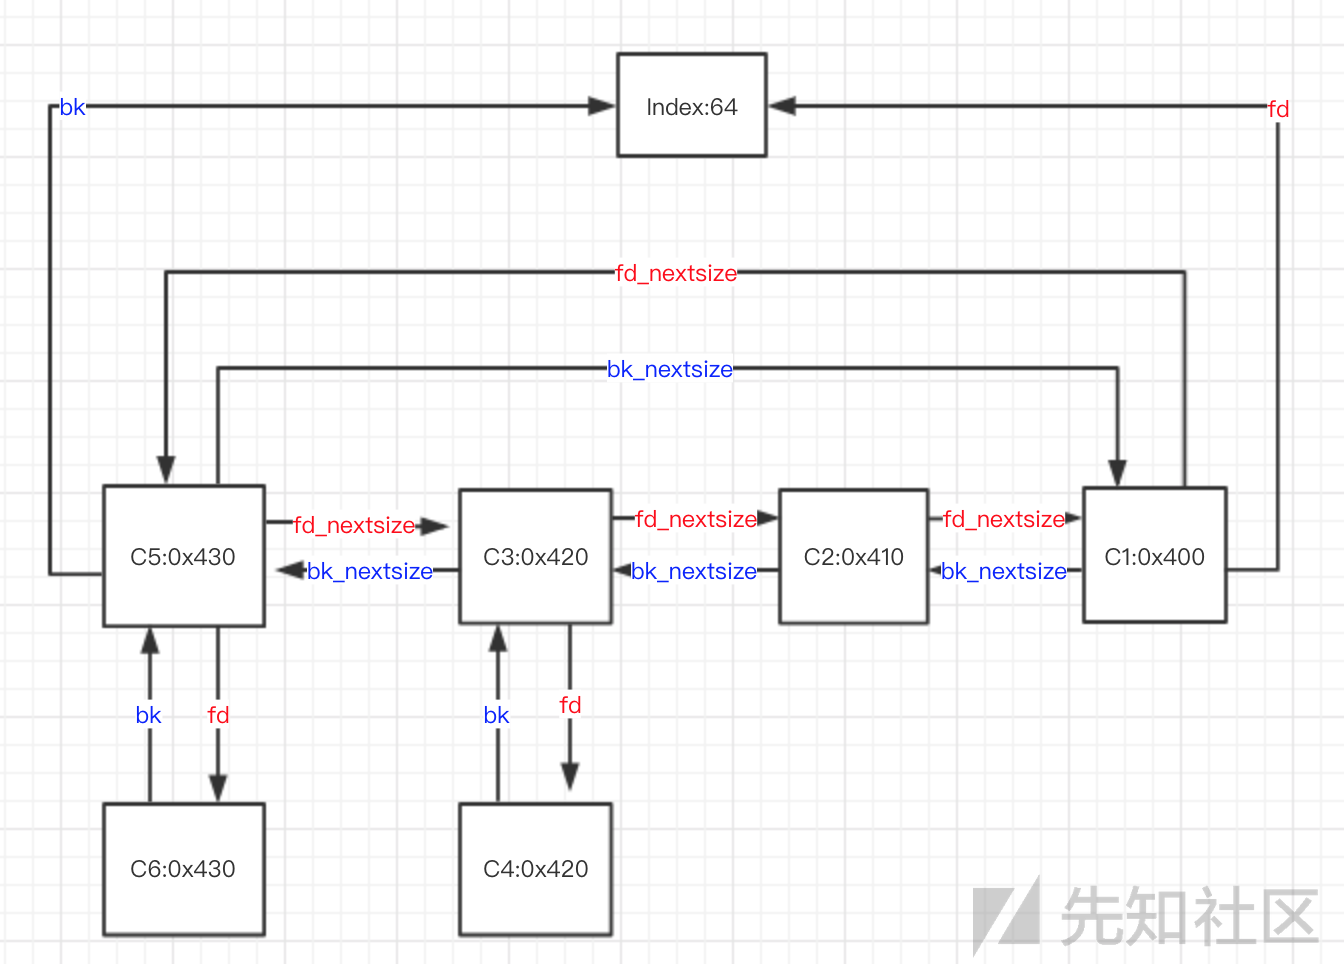 Index:64
bk
fd
fd_nextsize
bk_nextsize
C5:0x430
fd_nextsize
bk_nextsize
C3:0x420
fd_nextsize
bk_nextsize
C2:0x410
fd_nextsize
bk_nextsize
C1:0x400
bk
fd
bk
fd
C6:0x430
C4:0x420
先知社区